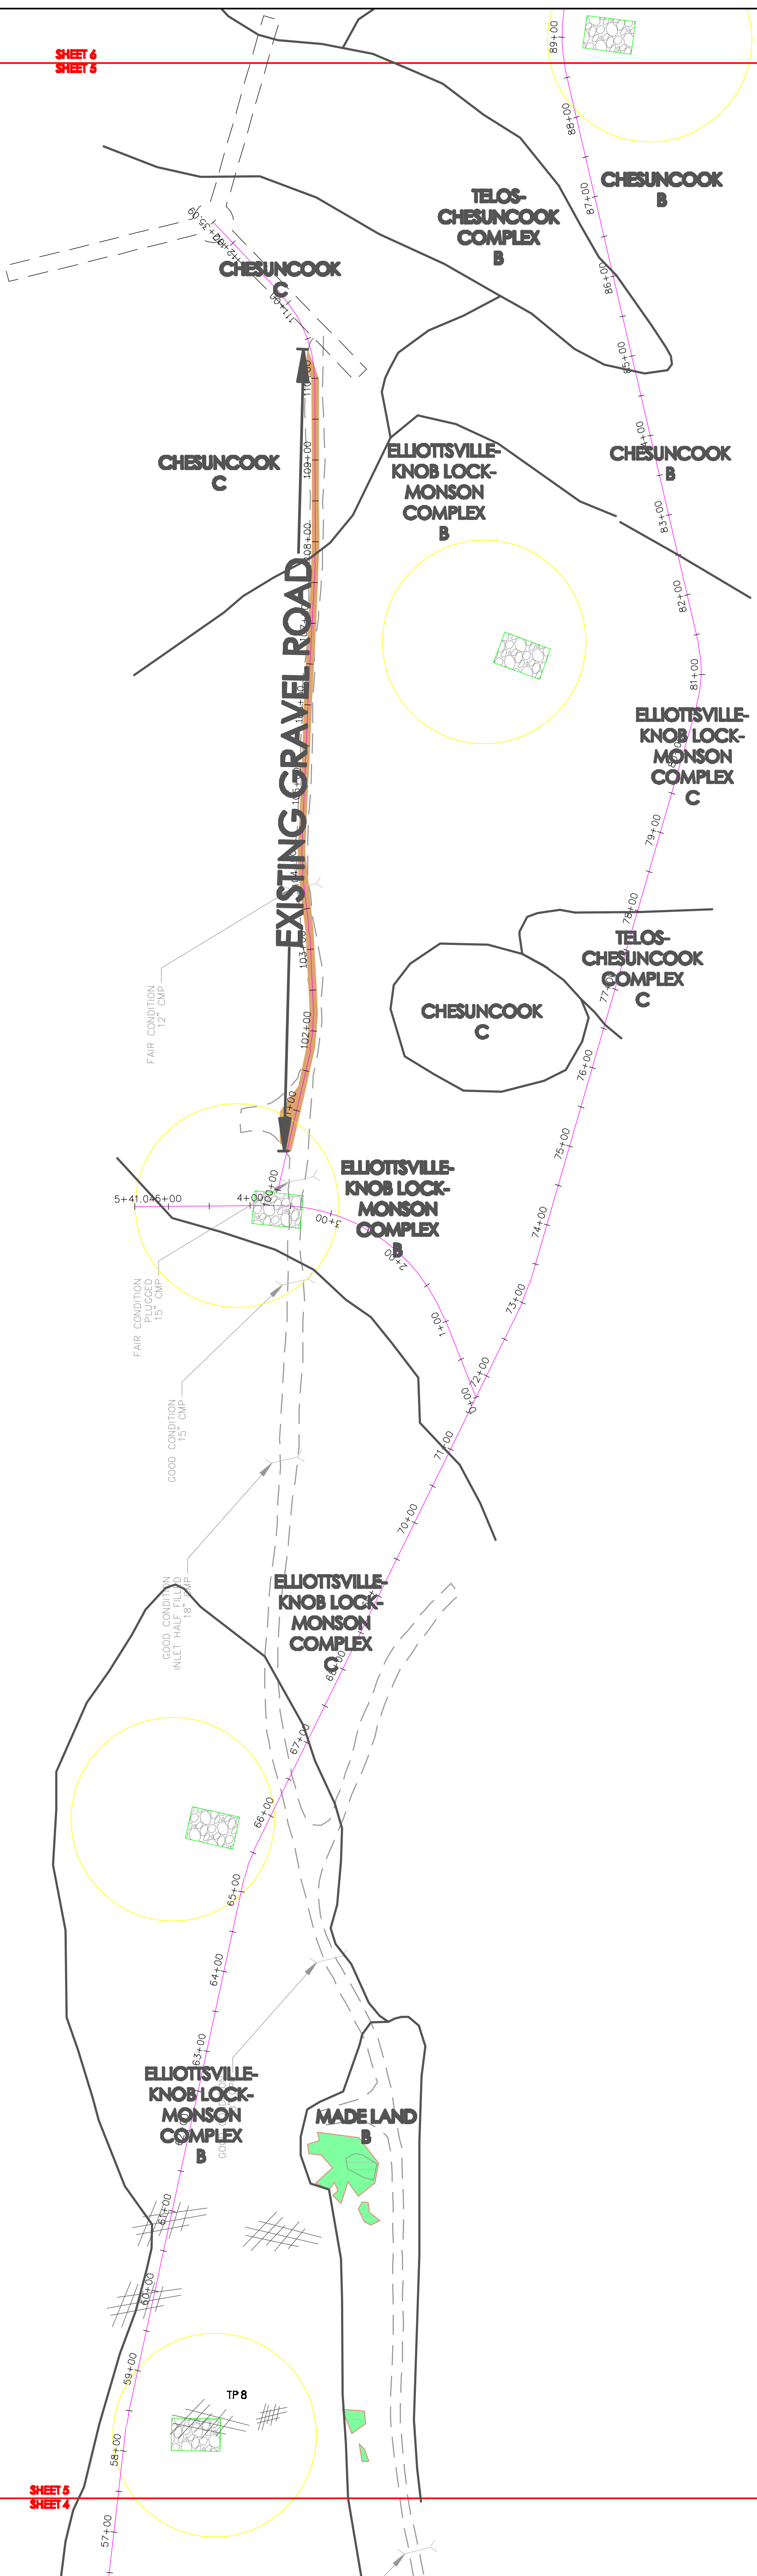 SHEET 6
SHEET 5
89+00
88+00
CHESUNCOOK
B
87+00
TELOS-
CHESUNCOOK
COMPLEX
B
86+00
CHESUNCOOK
C
111+00
85+00
CHESUNCOOK
C
109+00
108+00
ELLIOTTSVILLE-
KNOB LOCK-
MONSON
COMPLEX
B
CHESUNCOOK
B
83+00
82+00
81+00
EXISTING GRAVEL ROAD
ELLIOTTSVILLE-
KNOB LOCK-
MONSON
COMPLEX
C
79+00
78+00
TELOS-
CHESUNCOOK
COMPLEX
C
103+00
102+00
FAIR CONDITION
12" CMP
CHESUNCOOK
C
76+00
75+00
74+00
73+00
72+00
71+00
70+00
ELLIOTTSVILLE-
KNOB LOCK-
MONSON
COMPLEX
B
5+41.04
5+00
4+00
3+00
2+00
1+00
0+00
FAIR CONDITION
PLUGGED
15" CMP
GOOD CONDITION
15" CMP
GOOD CONDITION
INLET HALF FILLED
18" CMP
ELLIOTTSVILLE-
KNOB LOCK-
MONSON
COMPLEX
C
68+00
67+00
66+00
65+00
64+00
63+00
ELLIOTTSVILLE-
KNOB LOCK-
MONSON
COMPLEX
B
MADE LAND
B
61+00
60+00
59+00
TP 8
58+00
SHEET 5
SHEET 4
57+00